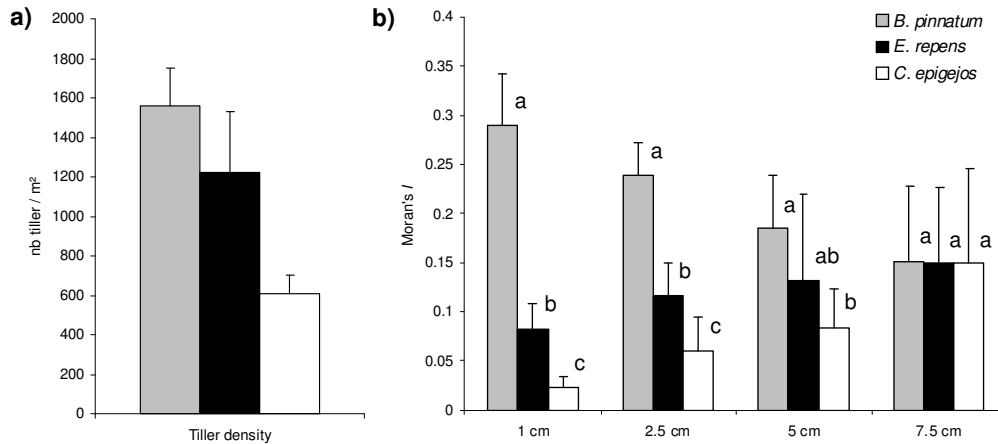 a)
2000
1800
1600
1400
1200
1000
800
600
400
200
0
nb tiller / m²
Tiller density
b)
0.4
0.35
0.3
0.25
0.2
0.15
0.1
0.05
0
Moran's I
B. pinnatum
E. repens
C. epigejos
a
b
c
a
b
c
a
ab
b
a
a
a
1 cm
2.5 cm
5 cm
7.5 cm